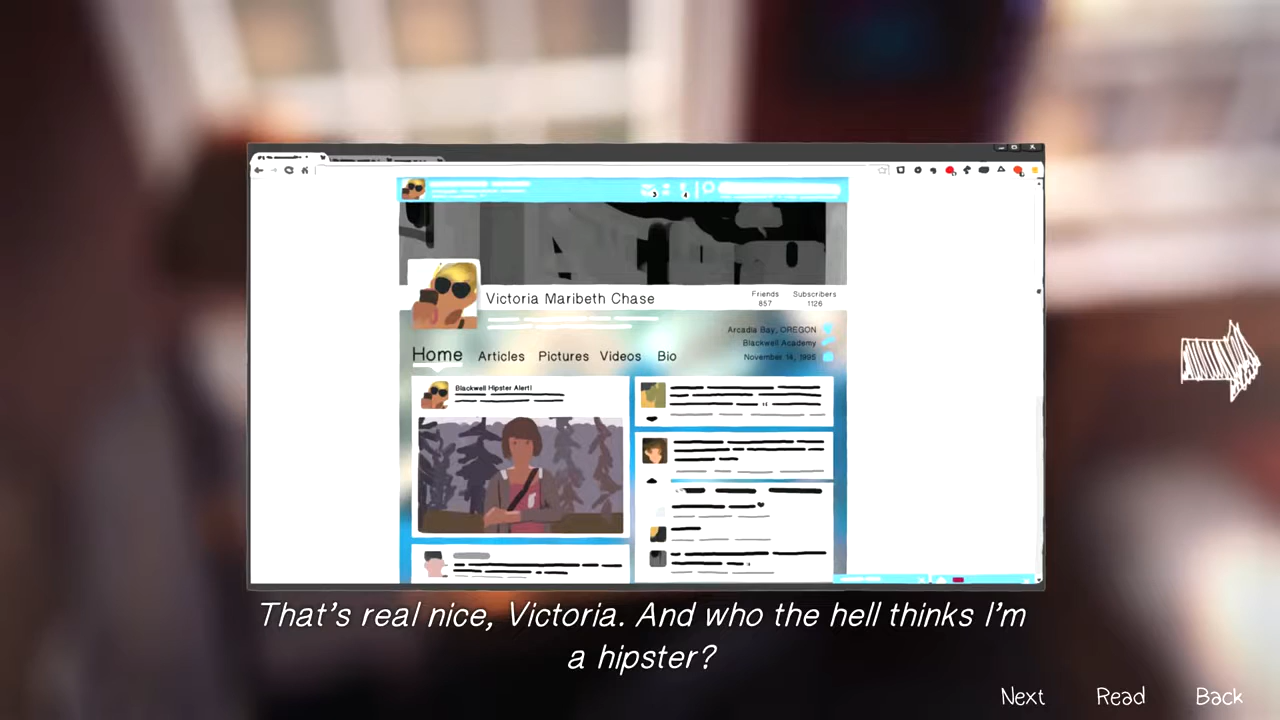 Victoria Maribeth Chase
Friends
857
Subscribers
1126
Arcadia Bay, OREGON
Blackwell Academy
November 14, 1995
Home Articles Pictures Videos Bio
Blackwell Hipster Alert!
That's real nice, Victoria. And who the hell thinks I'm
a hipster?
Next Read Back